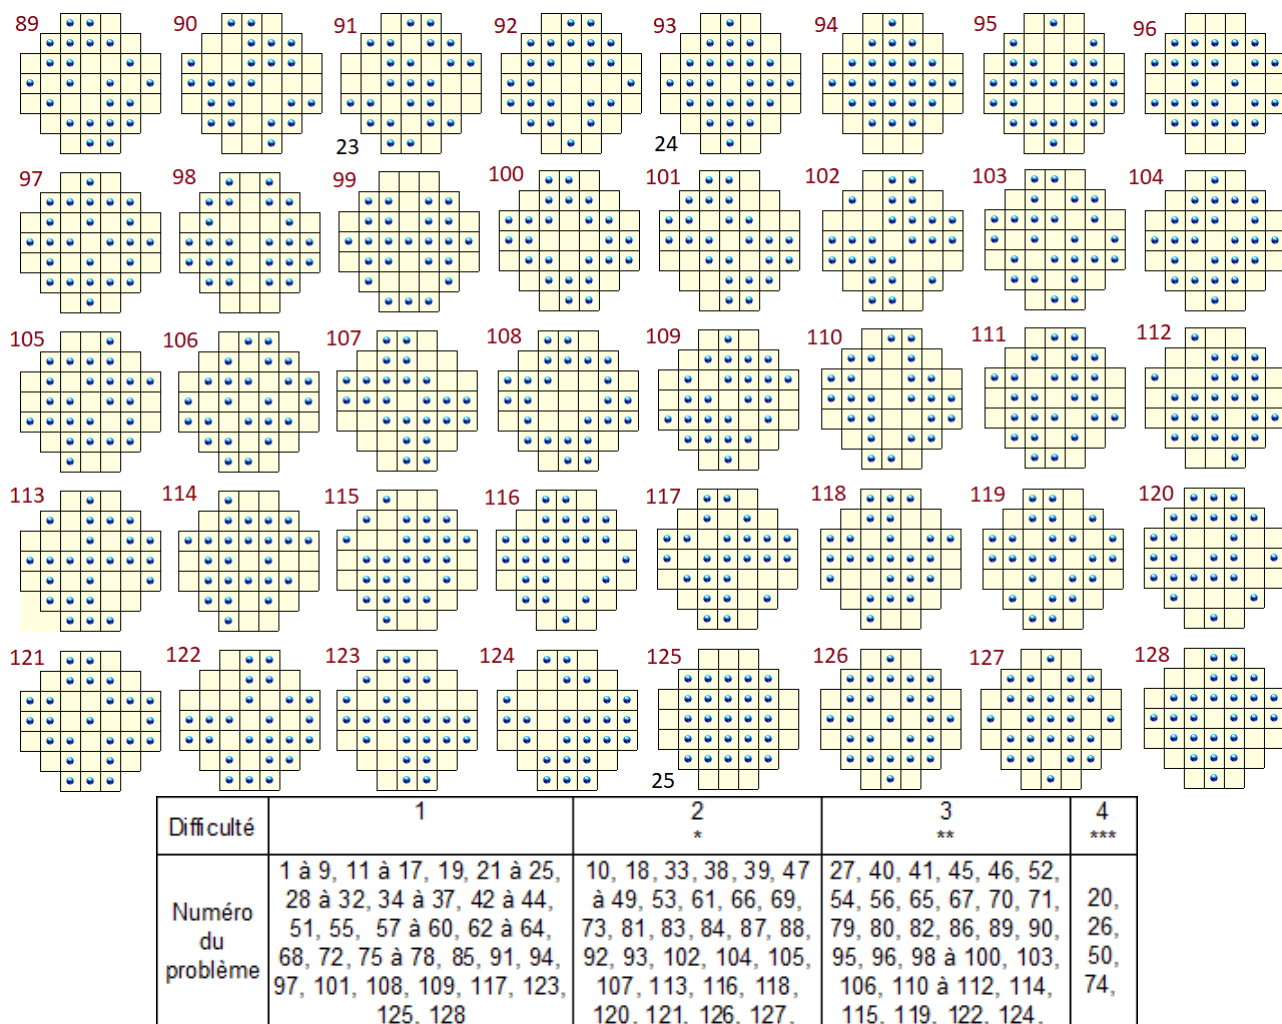 89 90 91 92 93 94 95 96
23 24
97 98 99 100 101 102 103 104
105 106 107 108 109 110 111 112
113 114 115 116 117 118 119 120
121 122 123 124 125 126 127 128
25
Difficulté 1 2 3 4
* ** ***
1 à 9, 11 à 17, 19, 21 à 25, 10, 18, 33, 38, 39, 47 27, 40, 41, 45, 46, 52,
28 à 32, 34 à 37, 42 à 44, à 49, 53, 61, 66, 69, 54, 56, 65, 67, 70, 71, 20,
Numéro 51, 55, 57 à 60, 62 à 64, 73, 81, 83, 84, 87, 88, 79, 80, 82, 86, 89, 90, 26,
du 68, 72, 75 à 78, 85, 91, 94, 92, 93, 102, 104, 105, 95, 96, 98 à 100, 103, 50,
problème 97, 101, 108, 109, 117, 123, 107, 113, 116, 118, 106, 110 à 112, 114, 74,
125, 128 120, 121, 126, 127, 115, 119, 122, 124,